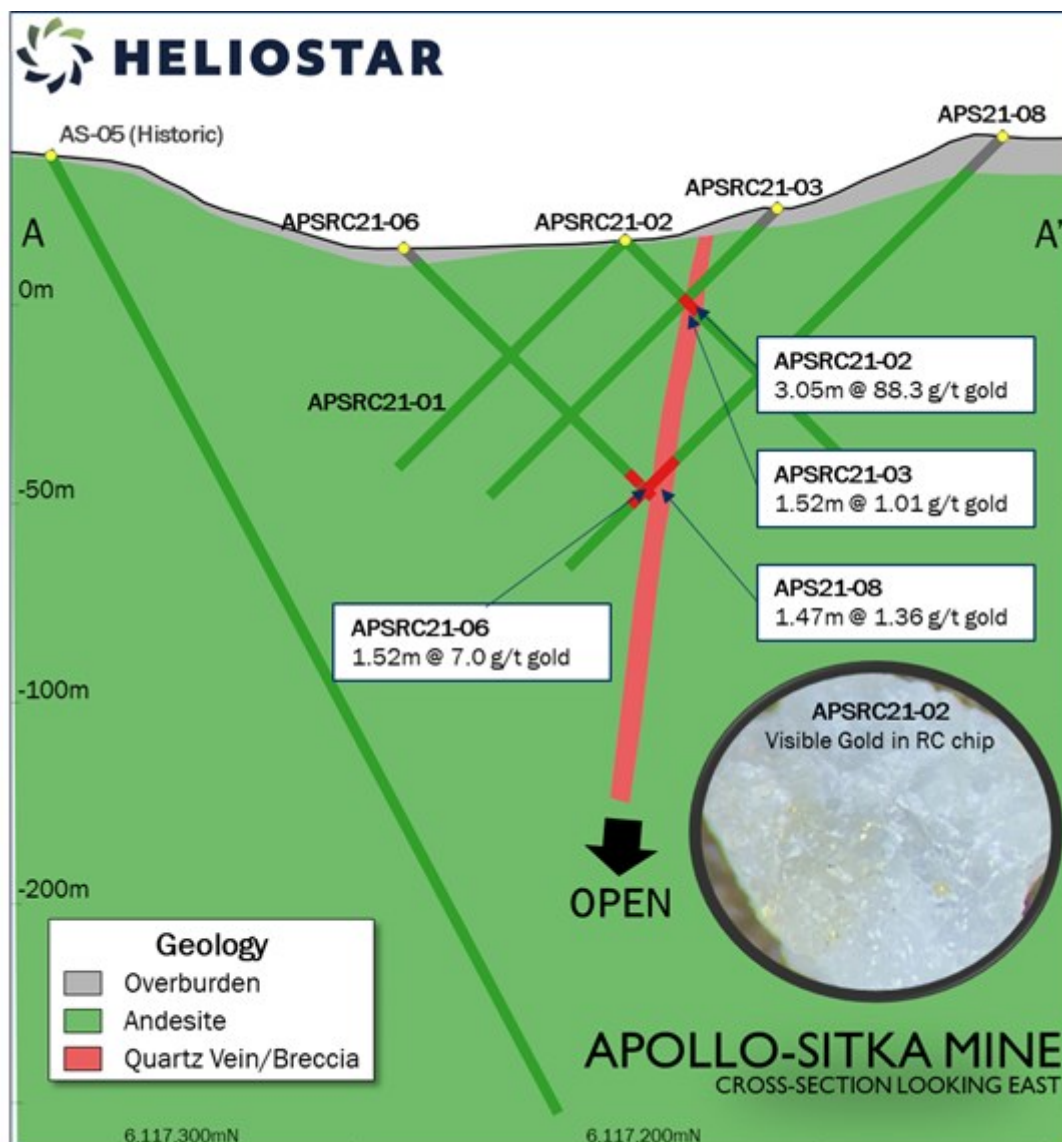 HELIOSTAR
AS-05 (Historic)
APS21-08
APSRC21-03
APSRC21-06
APSRC21-02
A
A'
0m
APSRC21-02
3.05m @ 88.3 g/t gold
APSRC21-01
APSRC21-03
1.52m @ 1.01 g/t gold
-50m
APS21-08
1.47m @ 1.36 g/t gold
APSRC21-06
1.52m @ 7.0 g/t gold
-100m
APSRC21-02
Visible Gold in RC chip
-200m
OPEN
Geology
Overburden
Andesite
Quartz Vein/Breccia
APOLLO-SITKA MINE
CROSS-SECTION LOOKING EAST
6,117,300mN
6,117,200mN